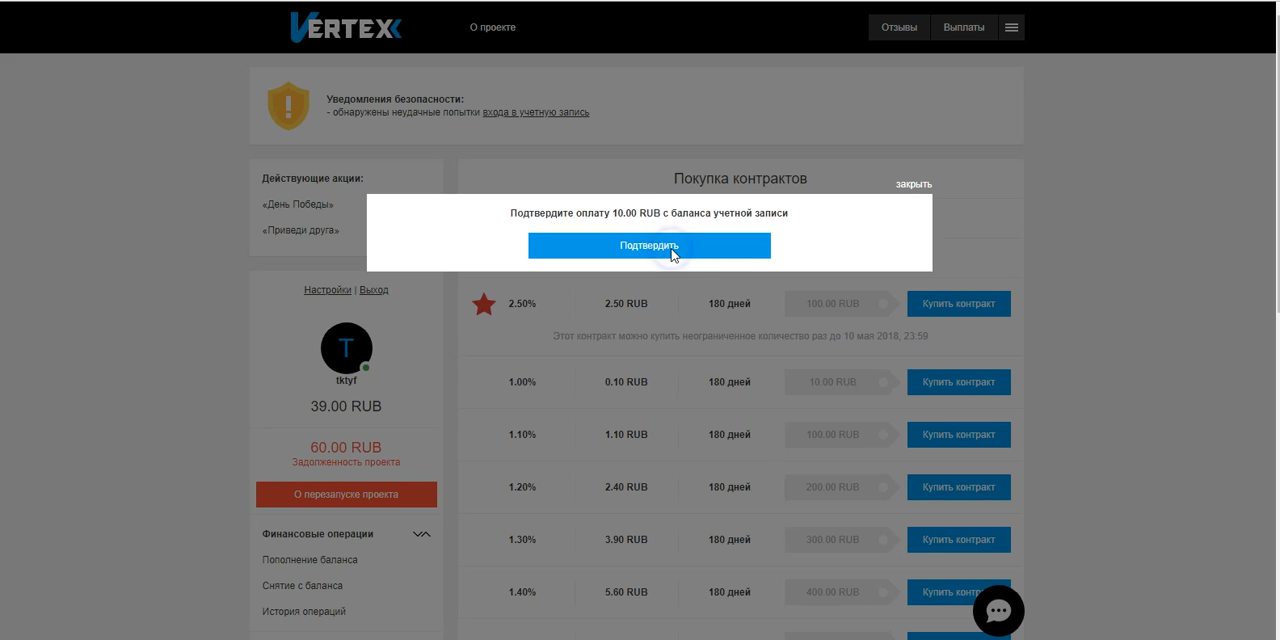 VERTEX
О проекте
Отзывы
Выплаты
Уведомления безопасности:
- обнаружены неудачные попытки входа в учетную запись
Действующие акции:
«День Победы»
«Приведи друга»
Настройки | Выход
T
tktyf
39.00 RUB
60.00 RUB
Задолженность проекта
О перезапуске проекта
Финансовые операции
Пополнение баланса
Снятие с баланса
История операций
Покупка контрактов
закрыть
Подтвердите оплату 10.00 RUB с баланса учетной записи
Подтвердить
2.50% 2.50 RUB 180 дней 100.00 RUB Купить контракт
Этот контракт можно купить неограниченное количество раз до 10 мая 2018, 23:59
1.00% 0.10 RUB 180 дней 10.00 RUB Купить контракт
1.10% 1.10 RUB 180 дней 100.00 RUB Купить контракт
1.20% 2.40 RUB 180 дней 200.00 RUB Купить контракт
1.30% 3.90 RUB 180 дней 300.00 RUB Купить контракт
1.40% 5.60 RUB 180 дней 400.00 RUB Купить